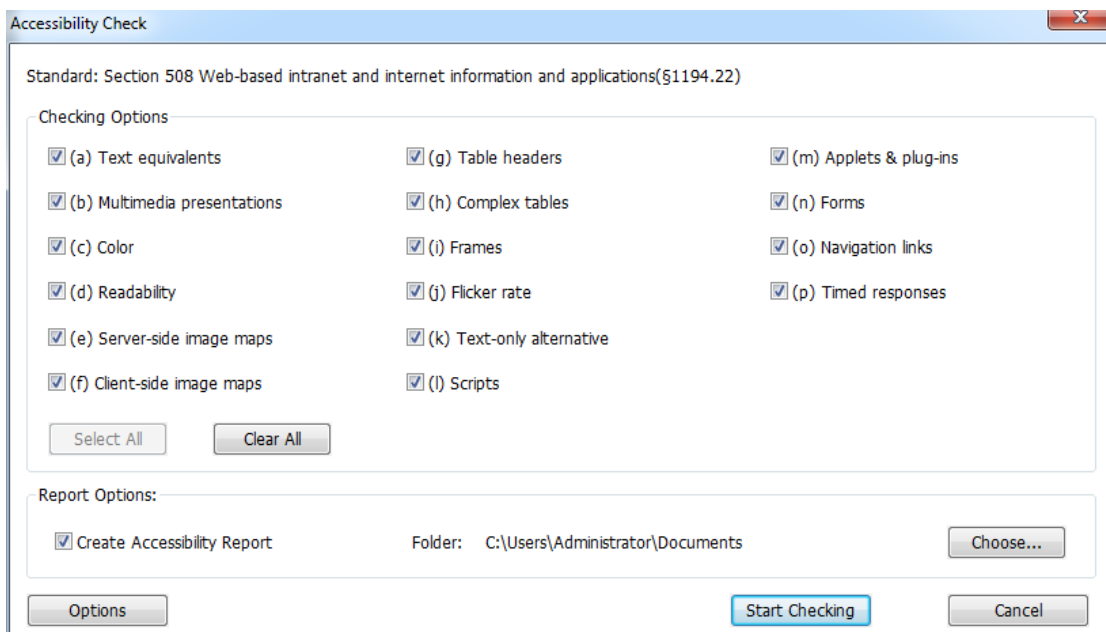 Accessibility Check
Standard: Section 508 Web-based intranet and internet information and applications(§1194.22)
Checking Options
(a) Text equivalents
(g) Table headers
(m) Applets & plug-ins
(b) Multimedia presentations
(h) Complex tables
(n) Forms
(c) Color
(i) Frames
(o) Navigation links
(d) Readability
(j) Flicker rate
(p) Timed responses
(e) Server-side image maps
(k) Text-only alternative
(f) Client-side image maps
(l) Scripts
Select All
Clear All
Report Options:
Create Accessibility Report
Folder: C:\Users\Administrator\Documents
Choose...
Options
Start Checking
Cancel